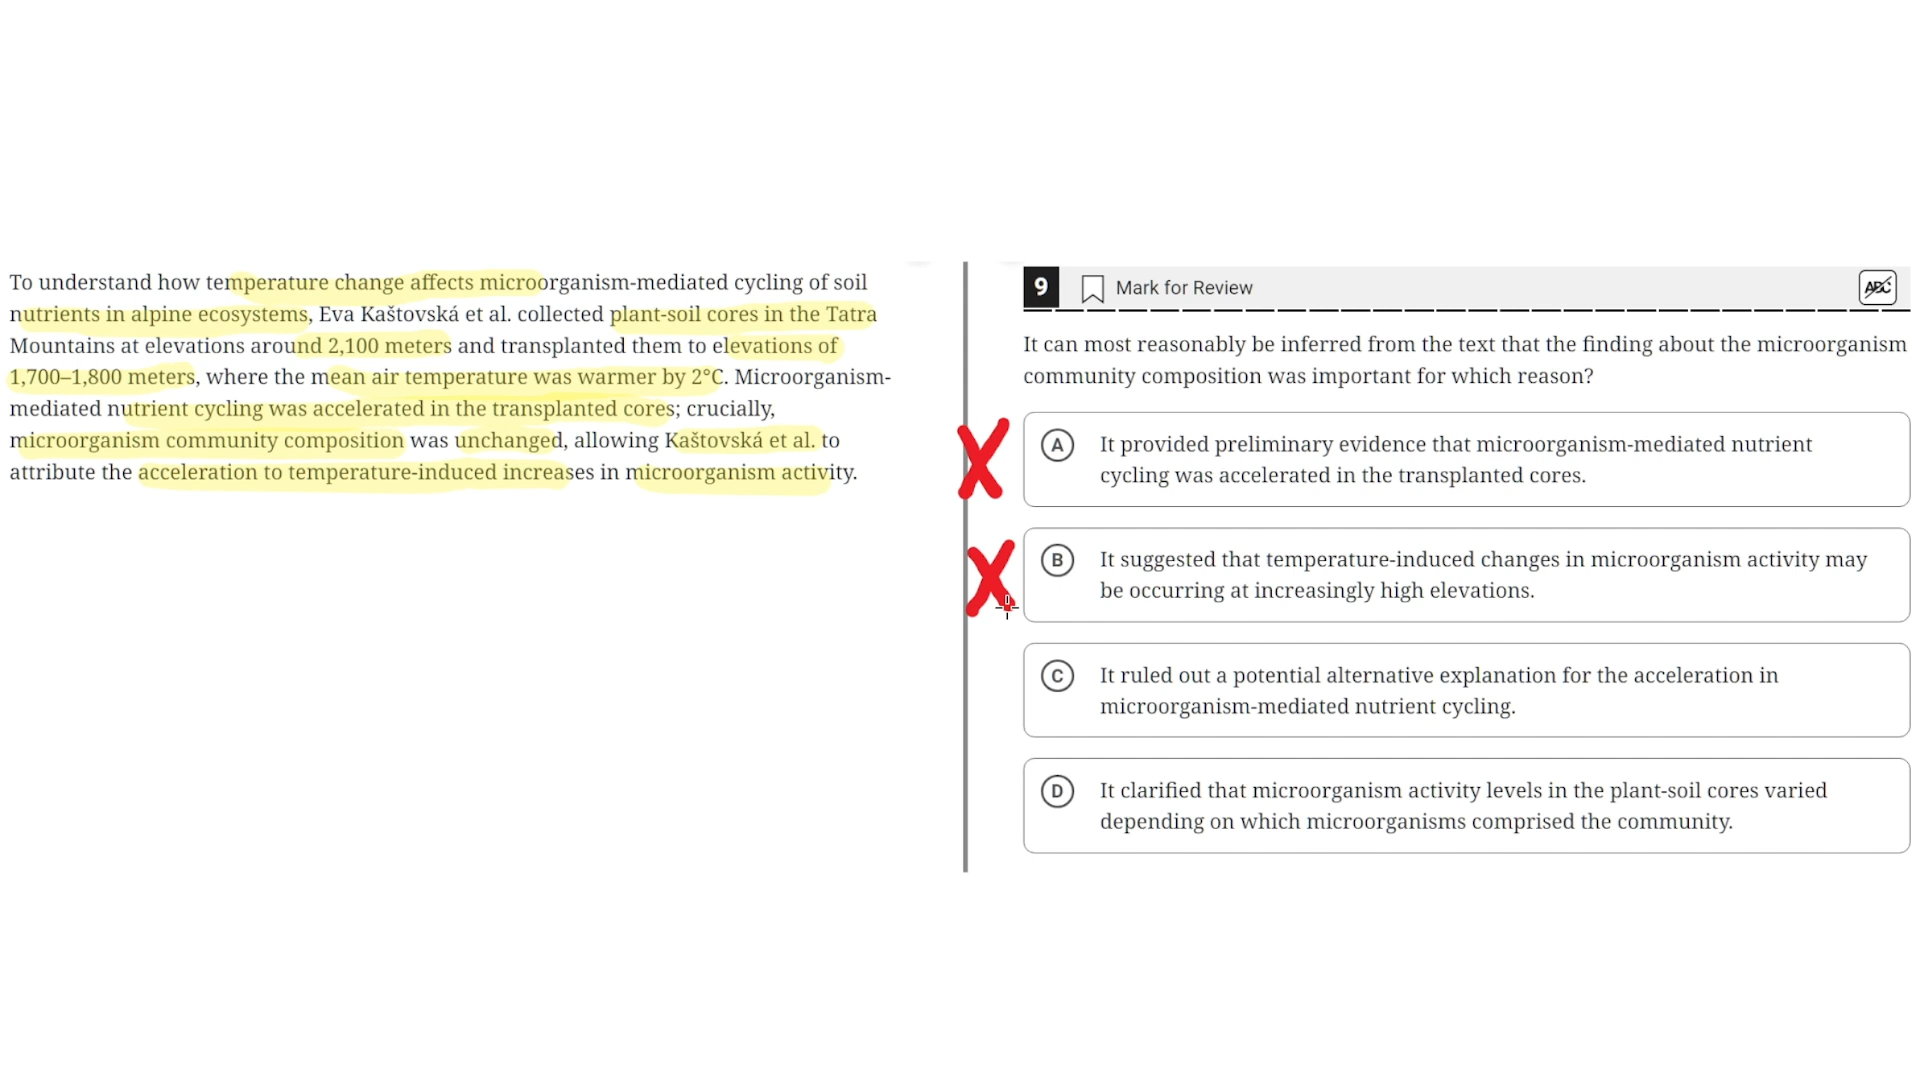 To understand how temperature change affects microorganism-mediated cycling of soil
nutrients in alpine ecosystems, Eva Kaštovská et al. collected plant-soil cores in the Tatra
Mountains at elevations around 2,100 meters and transplanted them to elevations of
1,700–1,800 meters, where the mean air temperature was warmer by 2°C. Microorganism-
mediated nutrient cycling was accelerated in the transplanted cores; crucially,
microorganism community composition was unchanged, allowing Kaštovská et al. to
attribute the acceleration to temperature-induced increases in microorganism activity.
9 Mark for Review ABC
It can most reasonably be inferred from the text that the finding about the microorganism
community composition was important for which reason?
A It provided preliminary evidence that microorganism-mediated nutrient
cycling was accelerated in the transplanted cores.
B It suggested that temperature-induced changes in microorganism activity may
be occurring at increasingly high elevations.
C It ruled out a potential alternative explanation for the acceleration in
microorganism-mediated nutrient cycling.
D It clarified that microorganism activity levels in the plant-soil cores varied
depending on which microorganisms comprised the community.